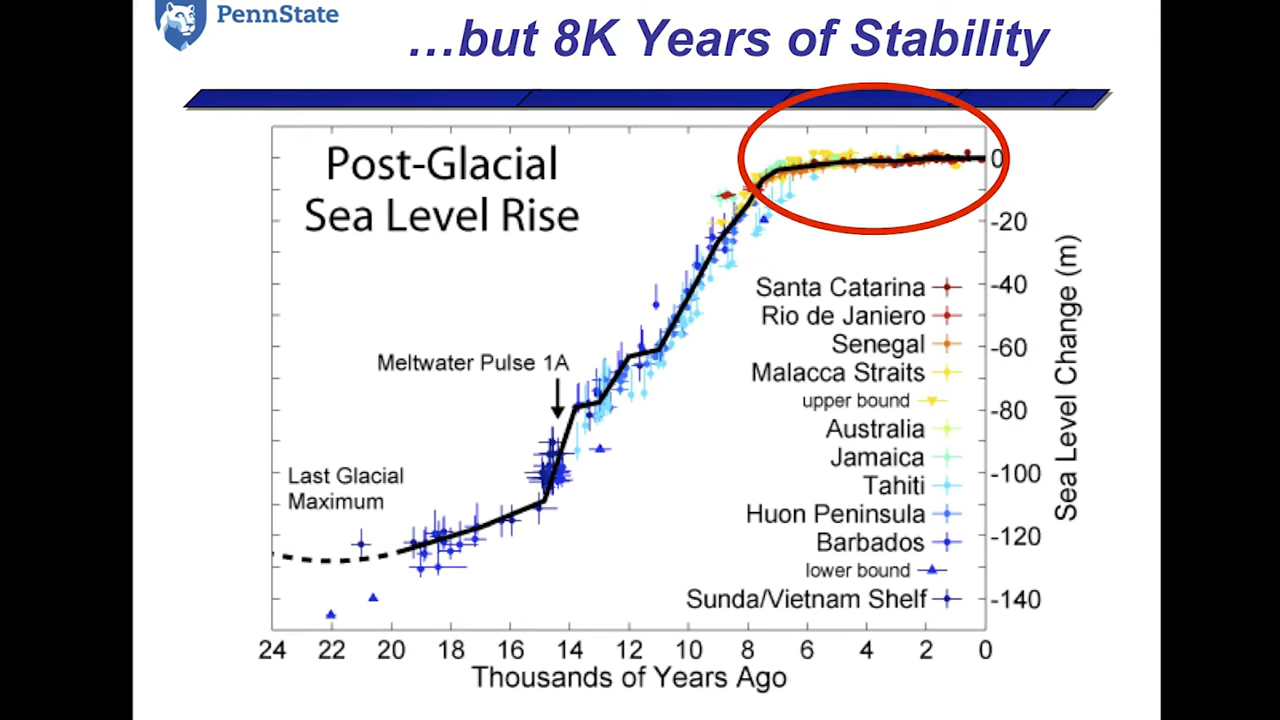 PennState
…but 8K Years of Stability
Post-Glacial
Sea Level Rise
Meltwater Pulse 1A
Last Glacial
Maximum
Santa Catarina
Rio de Janiero
Senegal
Malacca Straits
upper bound
Australia
Jamaica
Tahiti
Huon Peninsula
Barbados
lower bound
Sunda/Vietnam Shelf
0
-20
-40
-60
-80
-100
-120
-140
Sea Level Change (m)
24 22 20 18 16 14 12 10 8 6 4 2 0
Thousands of Years Ago